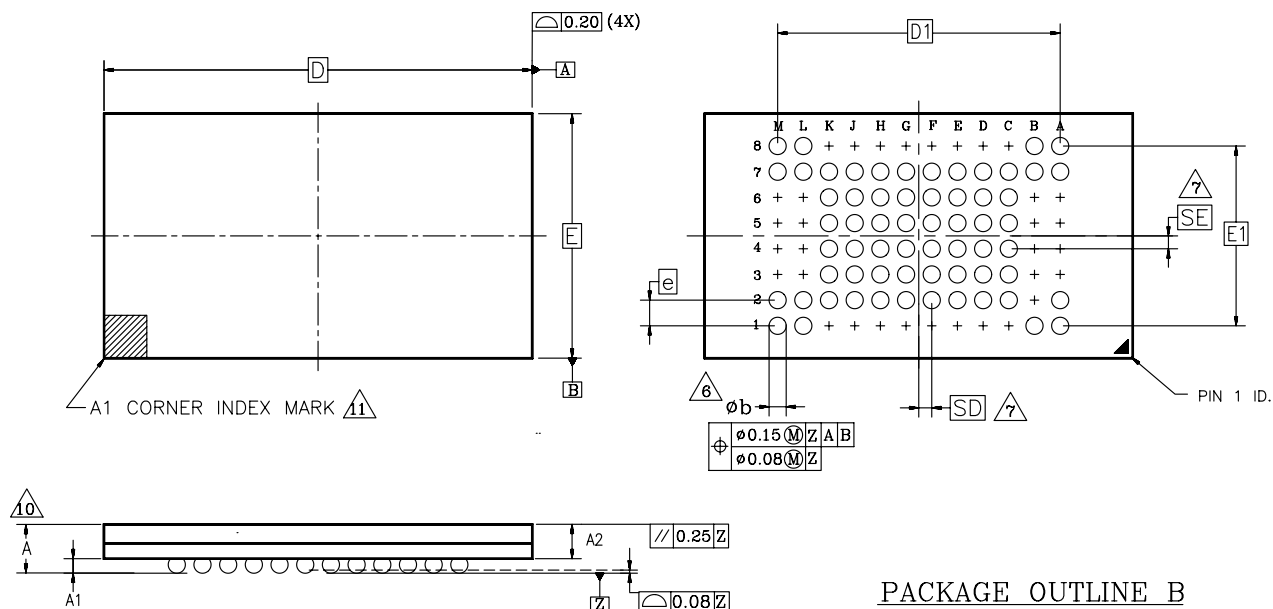 0.20 (4X)
D
A
D1
M L K J H G F E D C B A
8
7
6
5
4
3
2
1
7
SE
E1
E
e
B
A1 CORNER INDEX MARK 11
6
øb
SD 7
PIN 1 ID.
ø0.15 Ⓜ Z A B
ø0.08 Ⓜ Z
10
A
A2
// 0.25 Z
A1
Z
0.08 Z
PACKAGE OUTLINE B